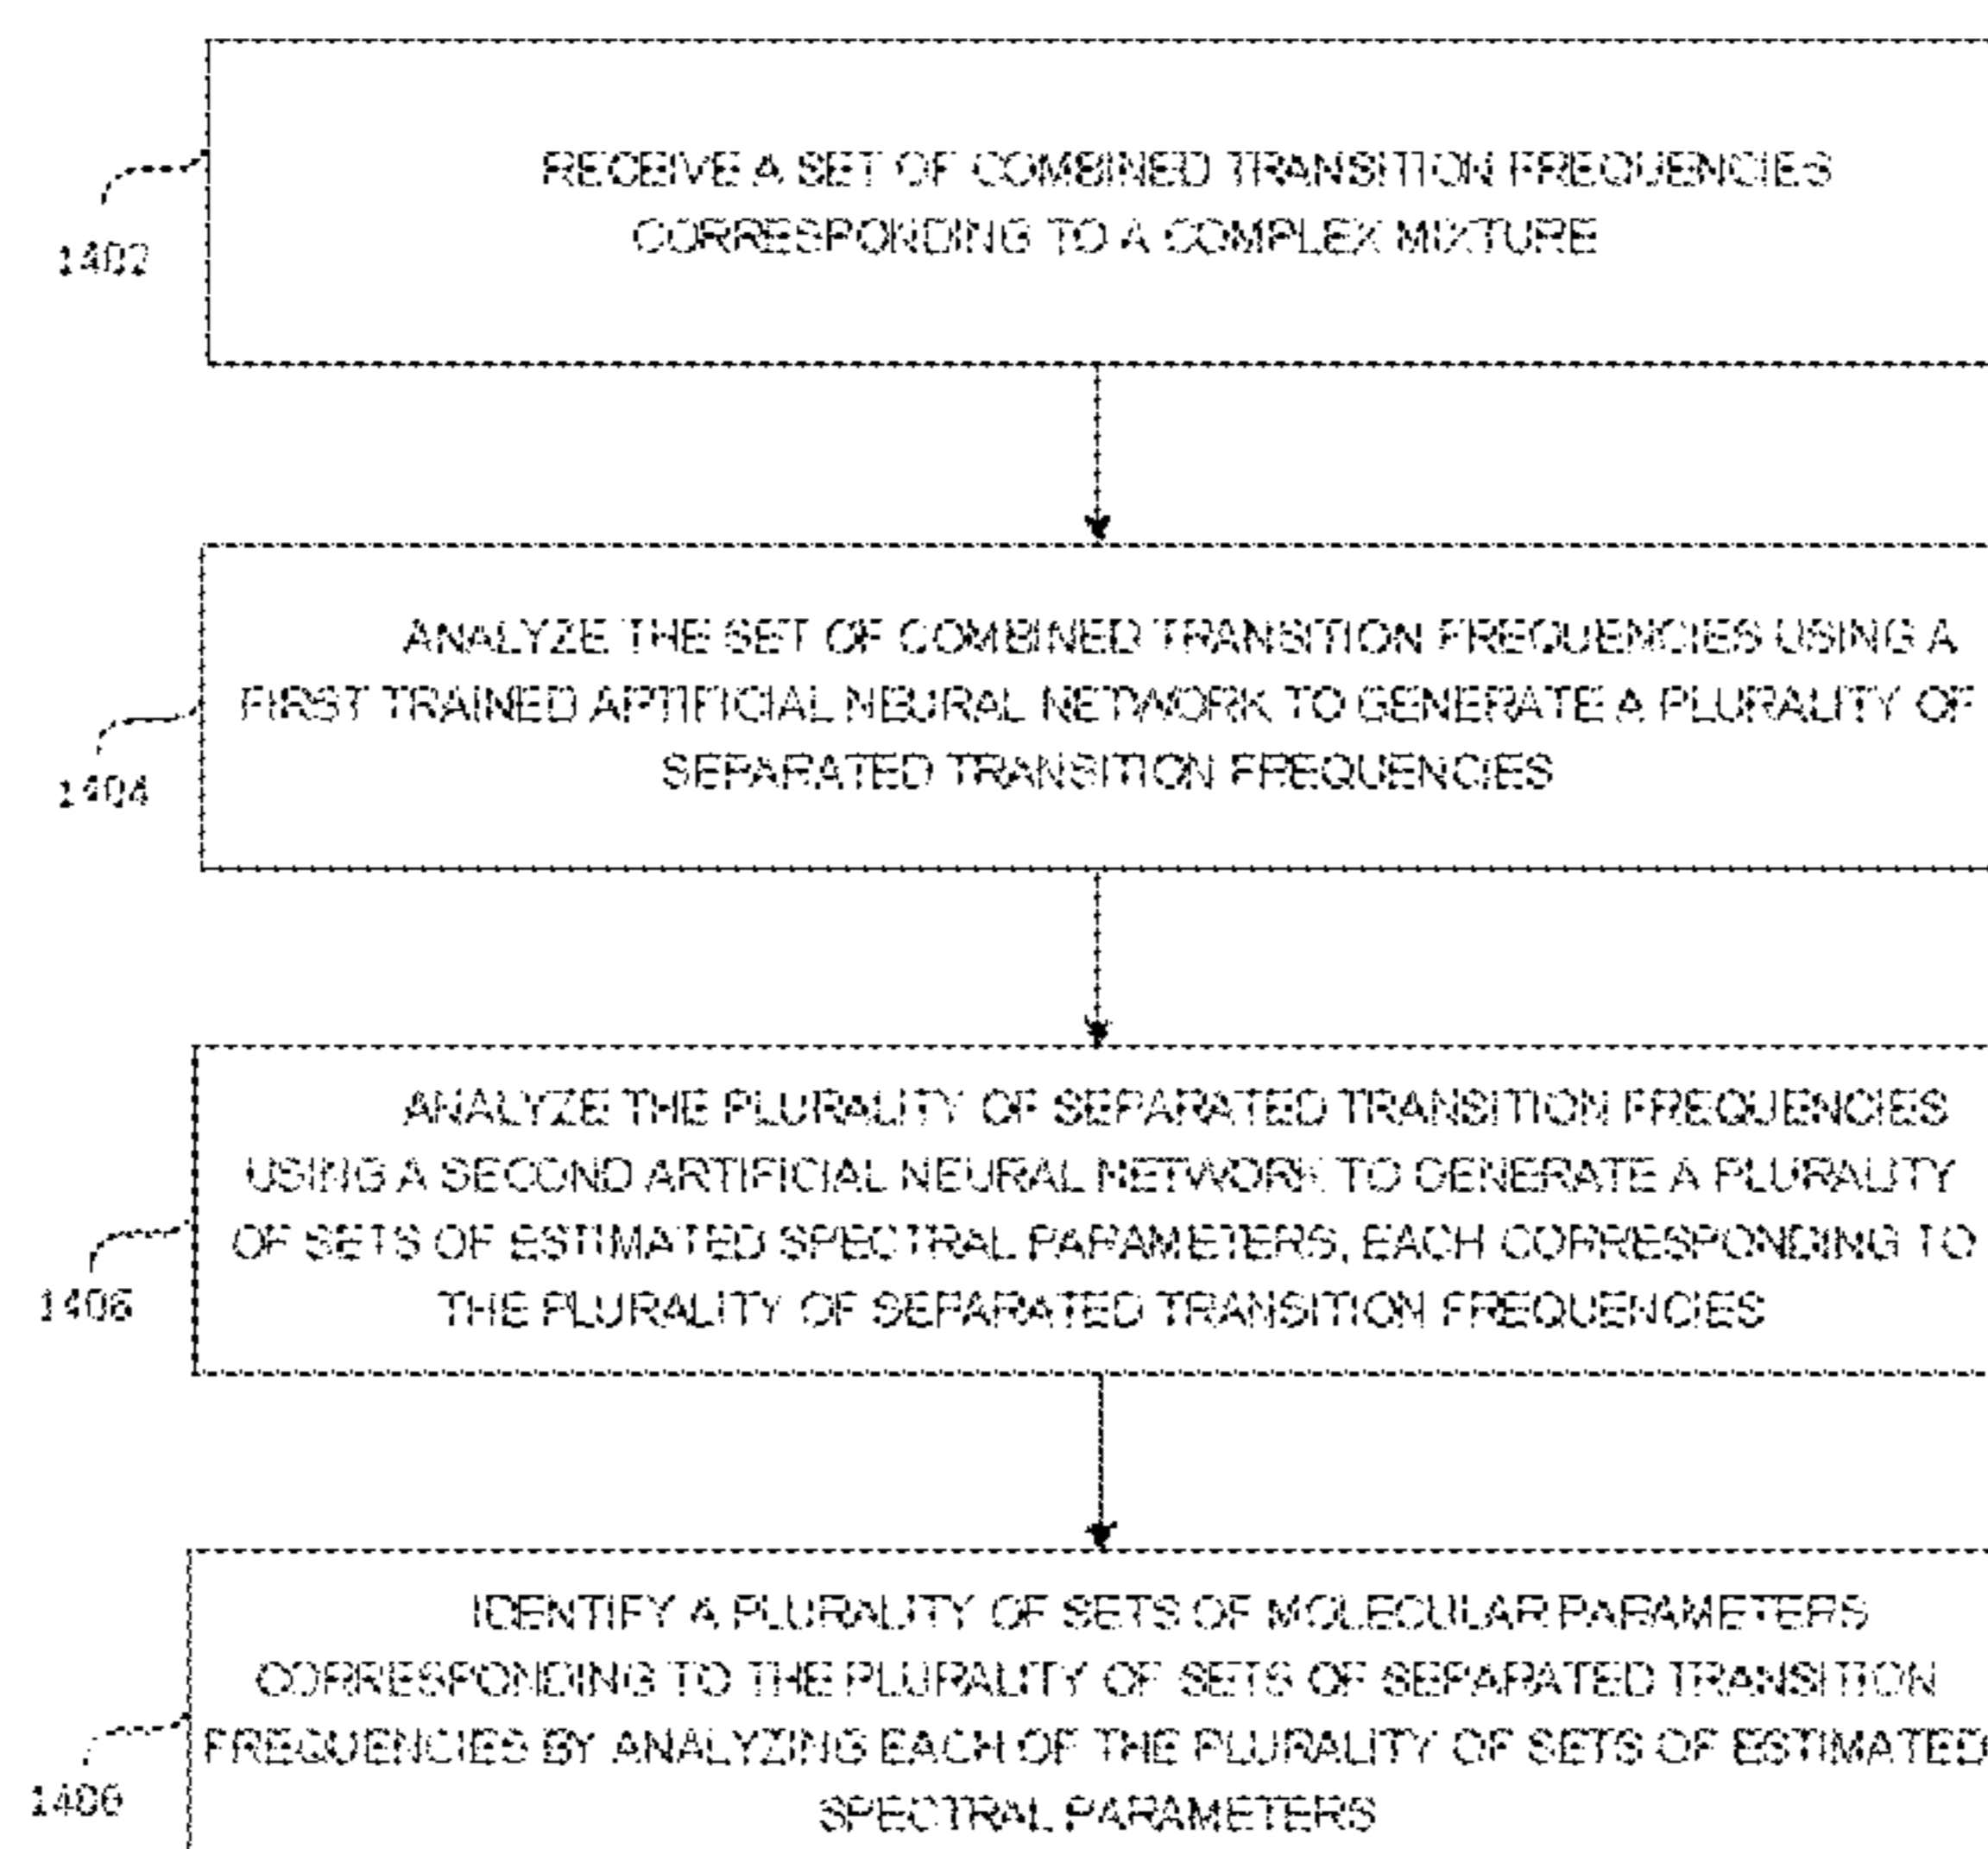 RECEIVE A SET OF COMBINED TRANSITION FREQUENCIES
CORRESPONDING TO A COMPLEX MIXTURE
1402
ANALYZE THE SET OF COMBINED TRANSITION FREQUENCIES USING A
FIRST TRAINED ARTIFICIAL NEURAL NETWORK TO GENERATE A PLURALITY OF
SEPARATED TRANSITION FREQUENCIES
1404
ANALYZE THE PLURALITY OF SEPARATED TRANSITION FREQUENCIES
USING A SECOND ARTIFICIAL NEURAL NETWORK TO GENERATE A PLURALITY
OF SETS OF ESTIMATED SPECTRAL PARAMETERS, EACH CORRESPONDING TO
THE PLURALITY OF SEPARATED TRANSITION FREQUENCIES
1406
IDENTIFY A PLURALITY OF SETS OF MOLECULAR PARAMETERS
CORRESPONDING TO THE PLURALITY OF SETS OF SEPARATED TRANSITION
FREQUENCIES BY ANALYZING EACH OF THE PLURALITY OF SETS OF ESTIMATED
SPECTRAL PARAMETERS